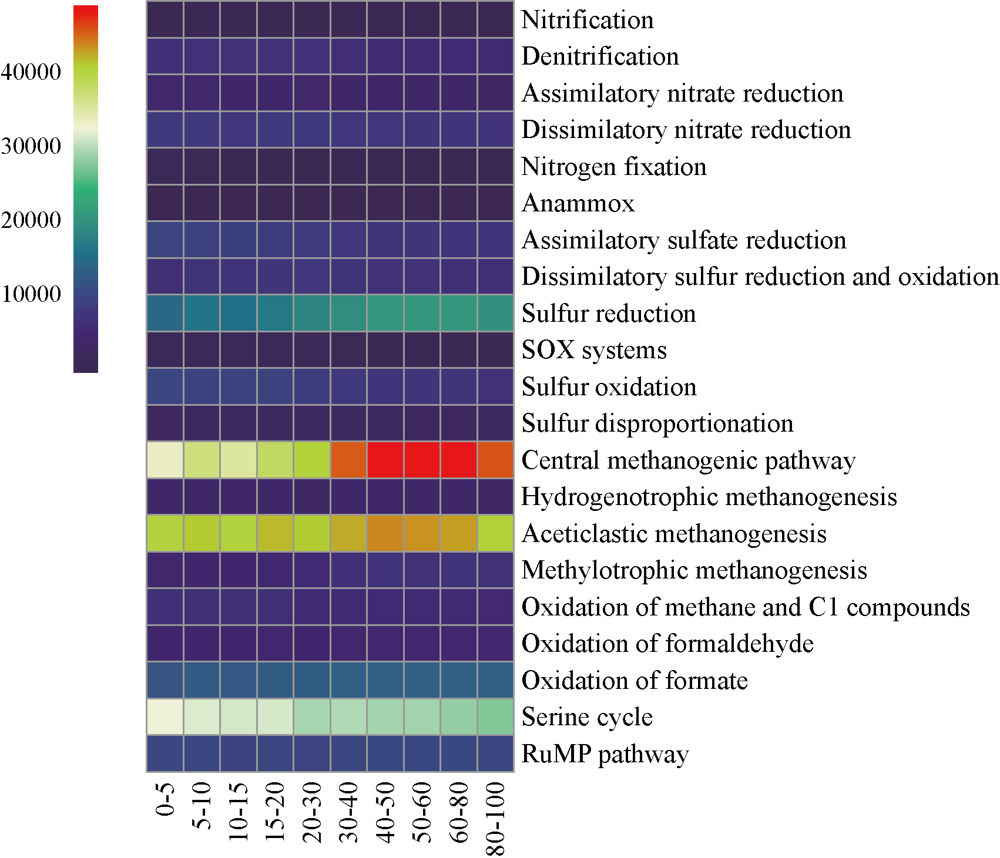 40000
30000
20000
10000
Nitrification
Denitrification
Assimilatory nitrate reduction
Dissimilatory nitrate reduction
Nitrogen fixation
Anammox
Assimilatory sulfate reduction
Dissimilatory sulfur reduction and oxidation
Sulfur reduction
SOX systems
Sulfur oxidation
Sulfur disproportionation
Central methanogenic pathway
Hydrogenotrophic methanogenesis
Aceticlastic methanogenesis
Methylotrophic methanogenesis
Oxidation of methane and C1 compounds
Oxidation of formaldehyde
Oxidation of formate
Serine cycle
RuMP pathway
0-5
5-10
10-15
15-20
20-30
30-40
40-50
50-60
60-80
80-100